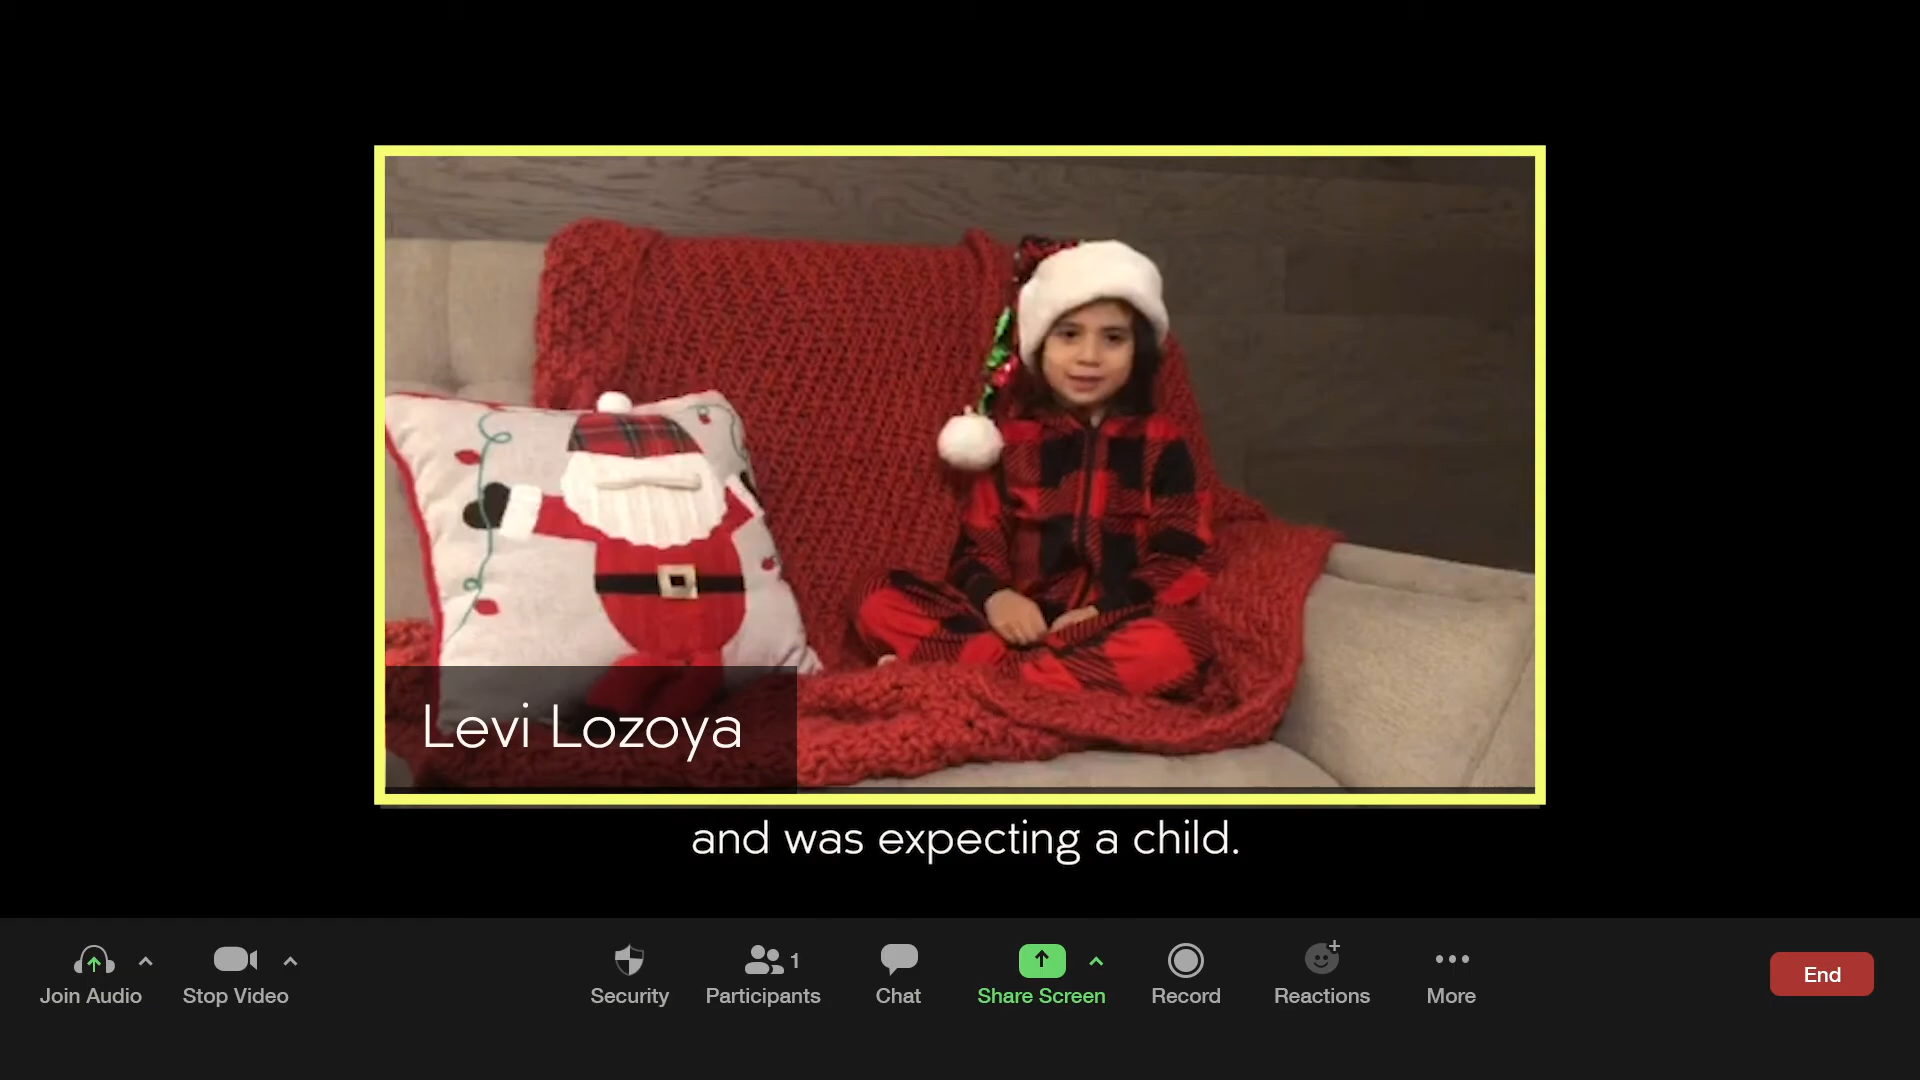 Levi Lozoya
and was expecting a child.
Join Audio
Stop Video
Security
Participants
1
Chat
Share Screen
Record
Reactions
More
End